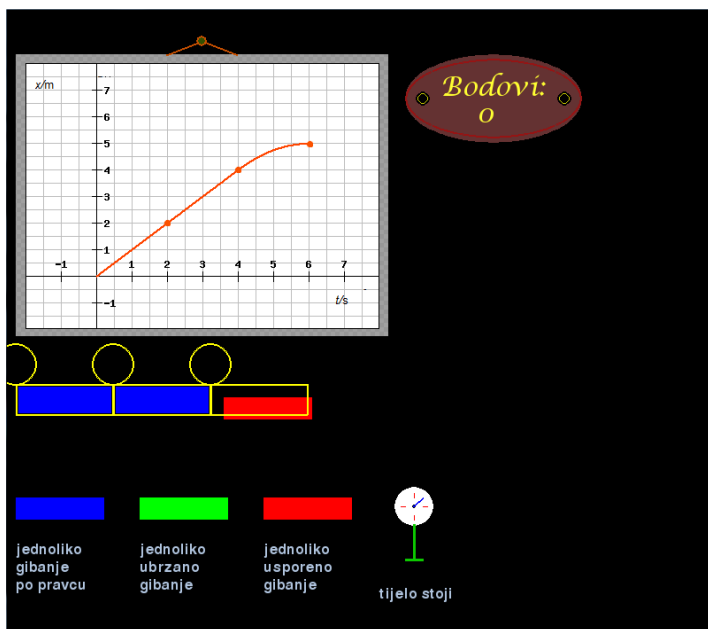 x/m
7
6
5
4
3
2
1
-1
-1
1
2
3
4
5
6
7
t/s
Bodovi:
0
jednoliko
gibanje
po pravcu
jednoliko
ubrzano
gibanje
jednoliko
usporeno
gibanje
tijelo stoji